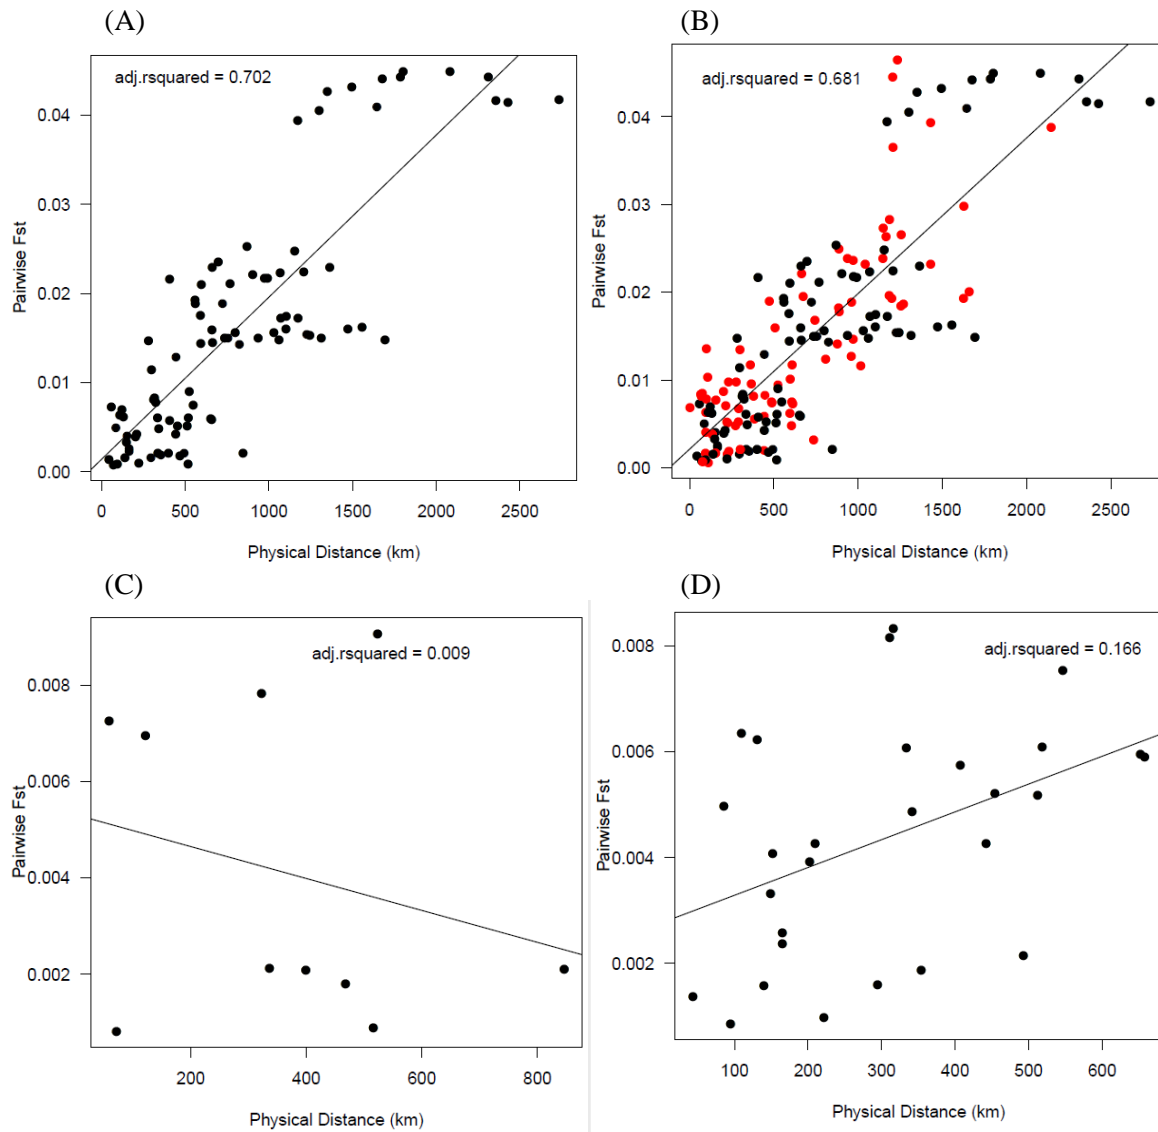 (A)
adj.rsquared = 0.702
Pairwise Fst
0.04
0.03
0.02
0.01
0.00
0 500 1000 1500 2000 2500
Physical Distance (km)
(B)
adj.rsquared = 0.681
Pairwise Fst
0.04
0.03
0.02
0.01
0.00
0 500 1000 1500 2000 2500
Physical Distance (km)
(C)
adj.rsquared = 0.009
Pairwise Fst
0.008
0.006
0.004
0.002
200 400 600 800
Physical Distance (km)
(D)
adj.rsquared = 0.166
Pairwise Fst
0.008
0.006
0.004
0.002
100 200 300 400 500 600
Physical Distance (km)